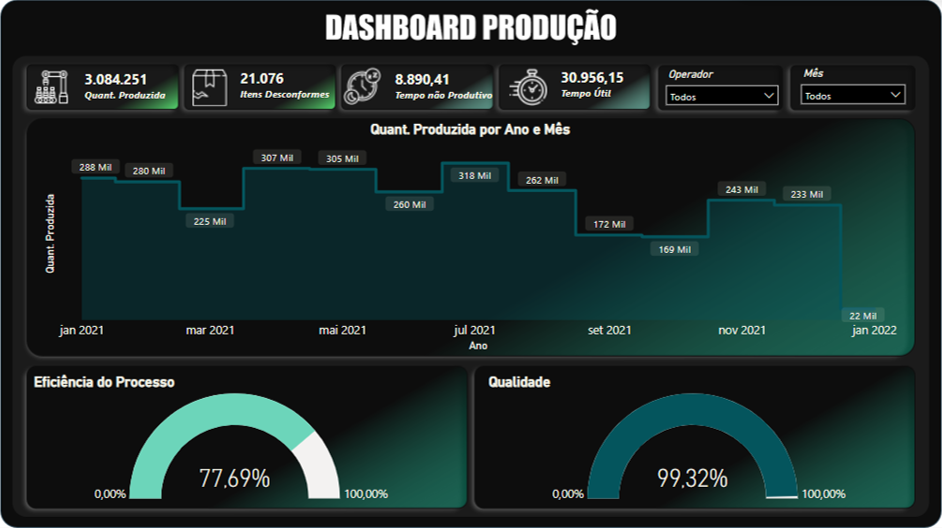 DASHBOARD PRODUÇÃO
3.084.251
Quant. Produzida
21.076
Itens Desconformes
8.890,41
Tempo não Produtivo
30.956,15
Tempo Útil
Operador
Todos
Mês
Todos
Quant. Produzida por Ano e Mês
Quant. Produzida
288 Mil
280 Mil
225 Mil
307 Mil
305 Mil
260 Mil
318 Mil
262 Mil
172 Mil
169 Mil
243 Mil
233 Mil
22 Mil
jan 2021
mar 2021
mai 2021
jul 2021
set 2021
nov 2021
jan 2022
Ano
Eficiência do Processo
77,69%
0,00%
100,00%
Qualidade
99,32%
0,00%
100,00%